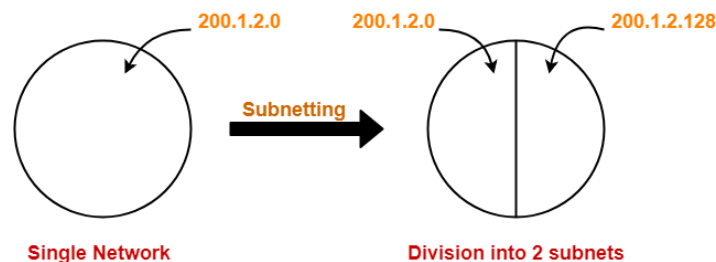 200.1.2.0
200.1.2.0
200.1.2.128
Subnetting
Single Network
Division into 2 subnets